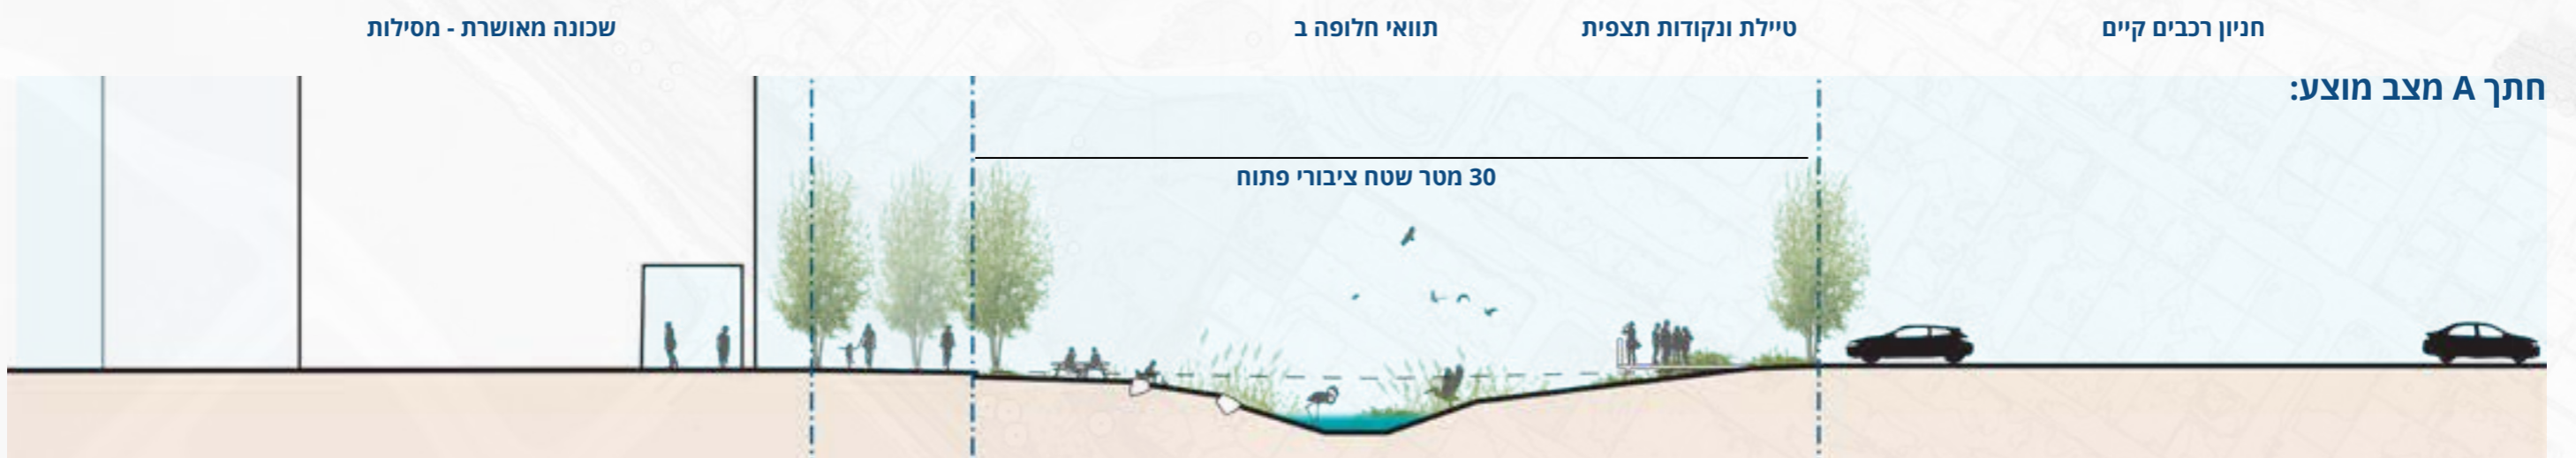 חניון רכבים קיים
טיילת ונקודות תצפית
תוואי חלופה ב
שכונה מאושרת - מסילות
חתך A מצב מוצע:
30 מטר שטח ציבורי פתוח